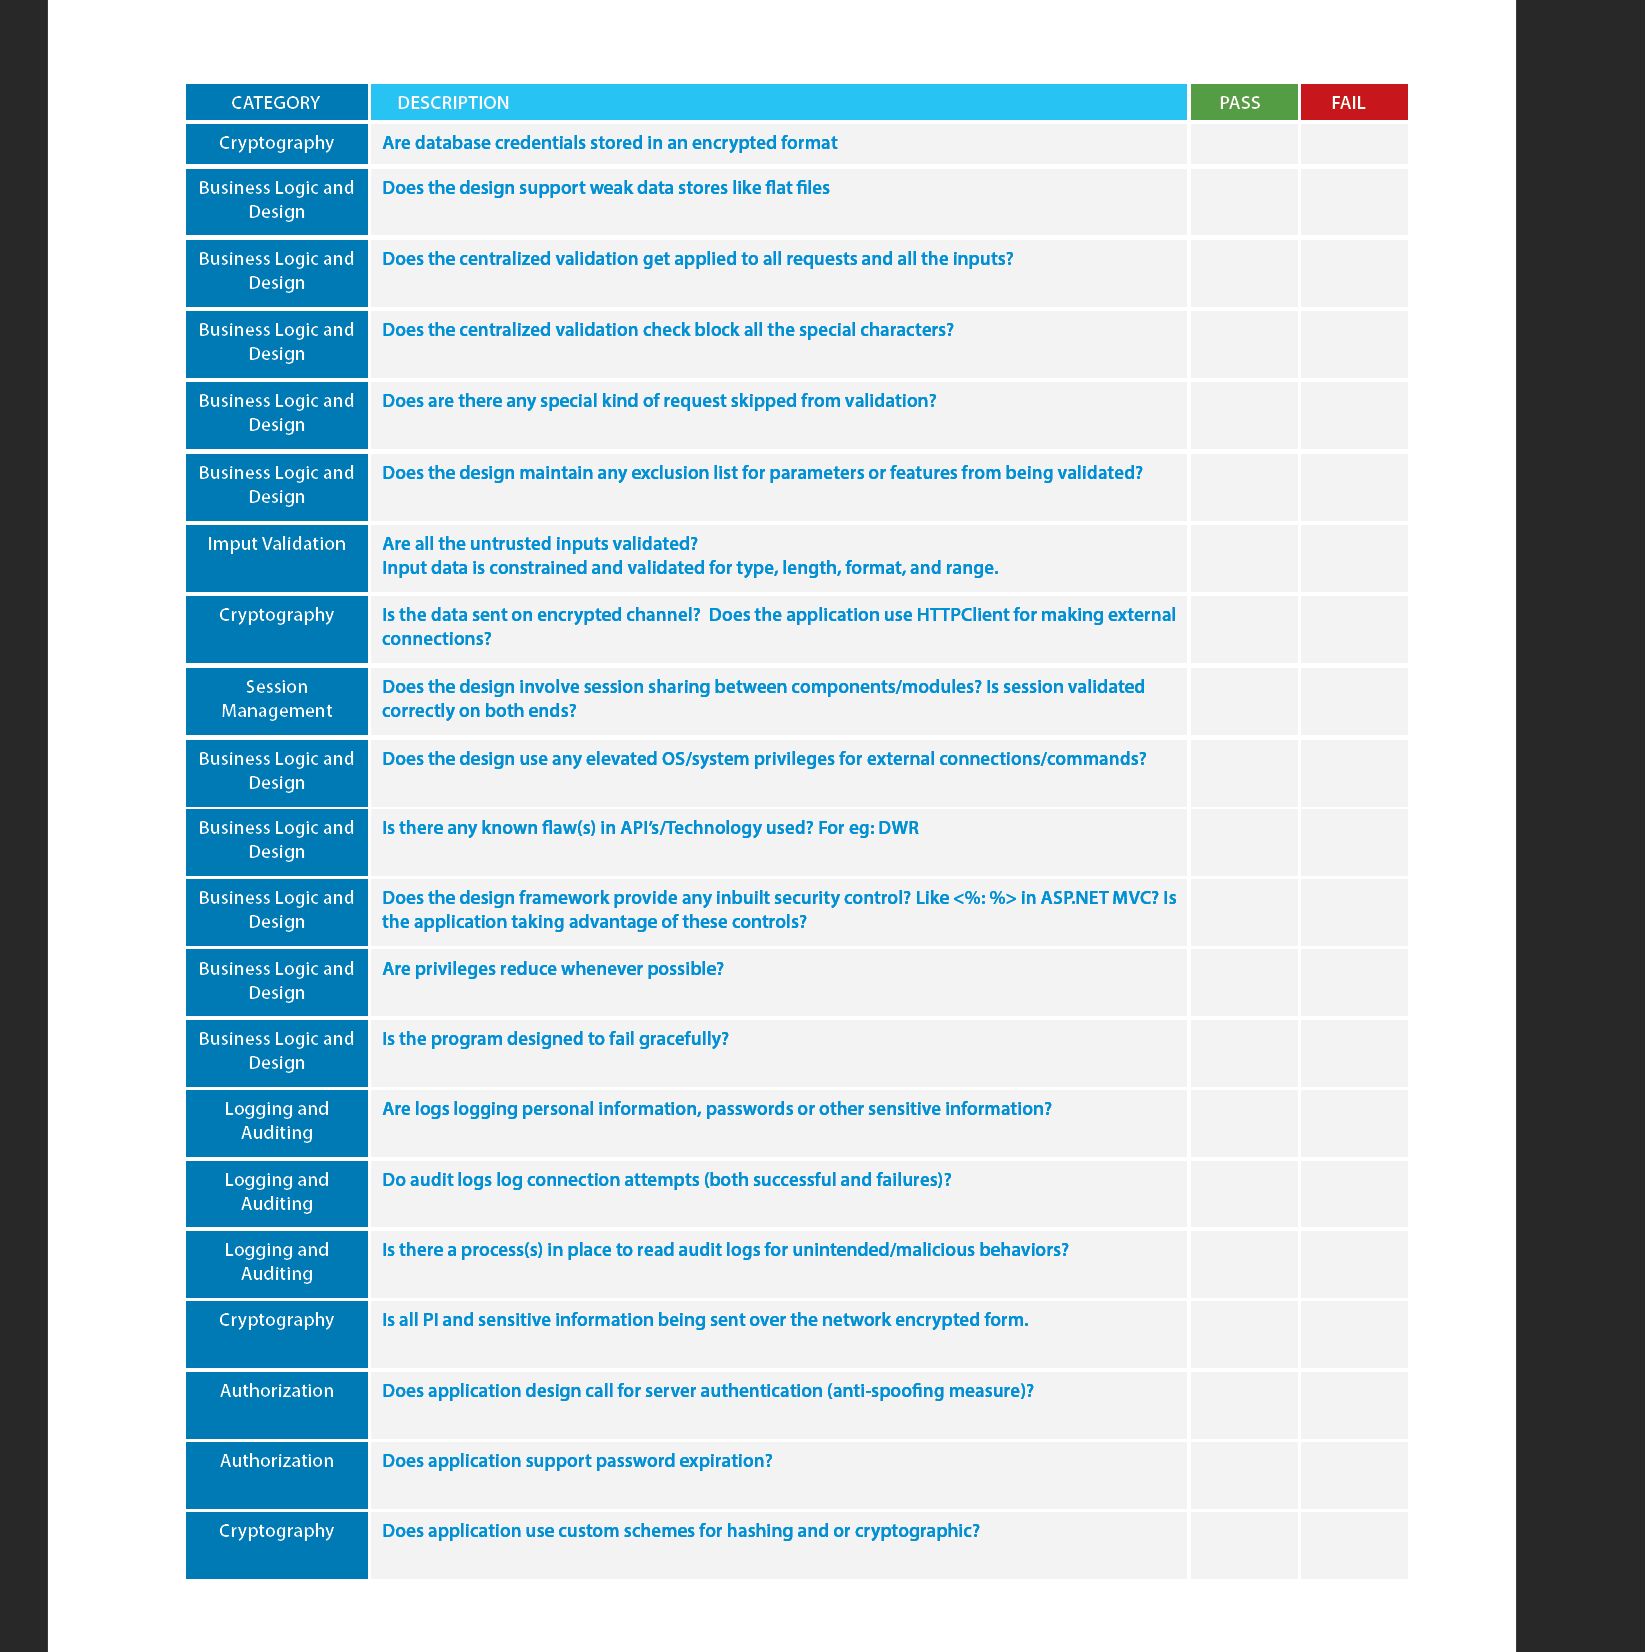 CATEGORY DESCRIPTION PASS FAIL
Cryptography Are database credentials stored in an encrypted format
Business Logic and Does the design support weak data stores like flat files
Design
Business Logic and Does the centralized validation get applied to all requests and all the inputs?
Design
Business Logic and Does the centralized validation check block all the special characters?
Design
Business Logic and Does are there any special kind of request skipped from validation?
Design
Business Logic and Does the design maintain any exclusion list for parameters or features from being validated?
Design
Imput Validation Are all the untrusted inputs validated?
Input data is constrained and validated for type, length, format, and range.
Cryptography Is the data sent on encrypted channel?  Does the application use HTTPClient for making external
connections?
Session Does the design involve session sharing between components/modules? Is session validated
Management correctly on both ends?
Business Logic and Does the design use any elevated OS/system privileges for external connections/commands?
Design
Business Logic and Is there any known flaw(s) in API’s/Technology used? For eg: DWR
Design
Business Logic and Does the design framework provide any inbuilt security control? Like <%: %> in ASP.NET MVC? Is
Design the application taking advantage of these controls?
Business Logic and Are privileges reduce whenever possible?
Design
Business Logic and Is the program designed to fail gracefully?
Design
Logging and Are logs logging personal information, passwords or other sensitive information?
Auditing
Logging and Do audit logs log connection attempts (both successful and failures)?
Auditing
Logging and Is there a process(s) in place to read audit logs for unintended/malicious behaviors?
Auditing
Cryptography Is all PI and sensitive information being sent over the network encrypted form.
Authorization Does application design call for server authentication (anti-spoofing measure)?
Authorization Does application support password expiration?
Cryptography Does application use custom schemes for hashing and or cryptographic?